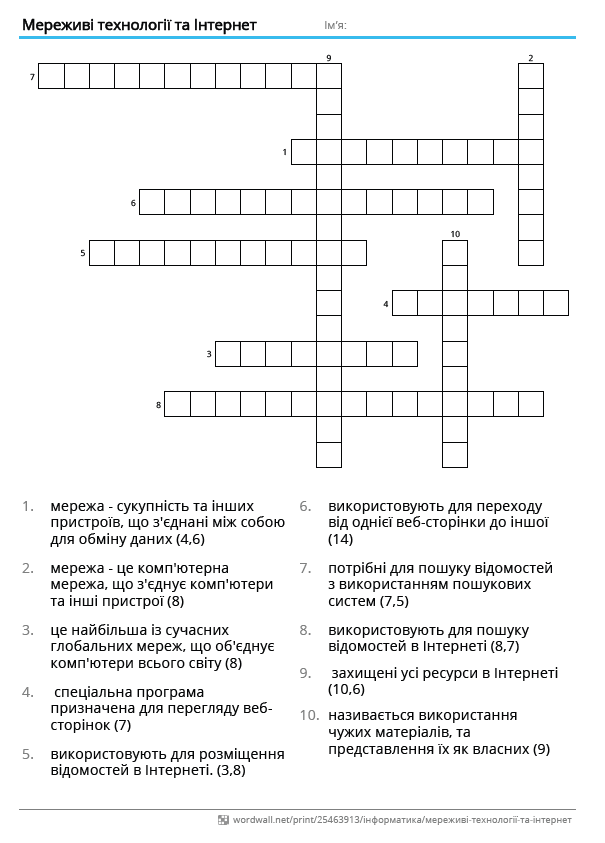 Мереживі технології та Інтернет
Ім'я:
9
2
7
1
6
10
5
4
3
8
1. мережа - сукупність та інших
пристроїв, що з'єднані між собою
для обміну даних (4,6)
2. мережа - це комп'ютерна
мережа, що з'єднує комп'ютери
та інші пристрої (8)
3. це найбільша із сучасних
глобальних мереж, що об'єднує
комп'ютери всього світу (8)
4. спеціальна програма
призначена для перегляду веб-
сторінок (7)
5. використовують для розміщення
відомостей в Інтернеті. (3,8)
6. використовують для переходу
від однієї веб-сторінки до іншої
(14)
7. потрібні для пошуку відомостей
з використанням пошукових
систем (7,5)
8. використовують для пошуку
відомостей в Інтернеті (8,7)
9. захищені усі ресурси в Інтернеті
(10,6)
10. називається використання
чужих матеріалів, та
представлення їх як власних (9)
wordwall.net/print/25463913/інформатика/мереживі-технології-та-інтернет